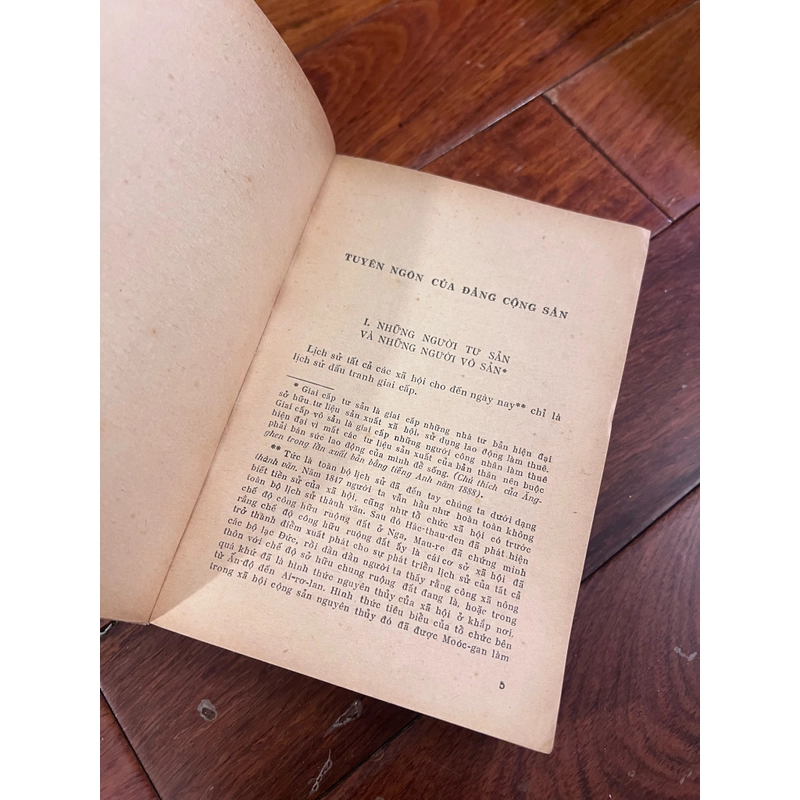 TUYÊN NGÔN CỦA ĐẢNG CỘNG SẢN
I. NHỮNG NGƯỜI TƯ SẢN
VÀ NHỮNG NGƯỜI VÔ SẢN*
Lịch sử tất cả các xã hội cho đến ngày nay** chỉ là
lịch sử đấu tranh giai cấp.
* Giai cấp tư sản là giai cấp những nhà tư bản hiện đại
sở hữu tư liệu sản xuất xã hội, sử dụng lao động làm thuê.
Giai cấp vô sản là giai cấp những người công nhân làm thuê
hiện đại vì mất các tư liệu sản xuất của bản thân nên buộc
phải bán sức lao động của mình để sống. (Chú thích của Ăng-
ghen trong lần xuất bản bằng tiếng Anh năm 1888).
** Tức là toàn bộ lịch sử đã đến tay chúng ta dưới dạng
thành văn. Năm 1847 người ta vẫn hầu như hoàn toàn không
biết tiền sử của xã hội, cũng như tổ chức xã hội có trước
toàn bộ lịch sử thành văn. Sau đó Hác-thau-den đã phát hiện
chế độ công hữu ruộng đất ở Nga, Mau-re đã chứng minh
rằng chế độ công hữu ruộng đất ấy là cái cơ sở xã hội đã
trở thành điểm xuất phát cho sự phát triển lịch sử của tất cả
các bộ lạc Đức, rồi dần dần người ta thấy rằng công xã nông
thôn với chế độ sở hữu chung ruộng đất đang là, hoặc trong
quá khứ đã là hình thức nguyên thủy của xã hội ở khắp nơi,
từ Ấn-độ đến Ai-rơ-lan. Hình thức tiêu biểu của tổ chức bên
trong xã hội cộng sản nguyên thủy đó đã được Moóc-gan làm
5